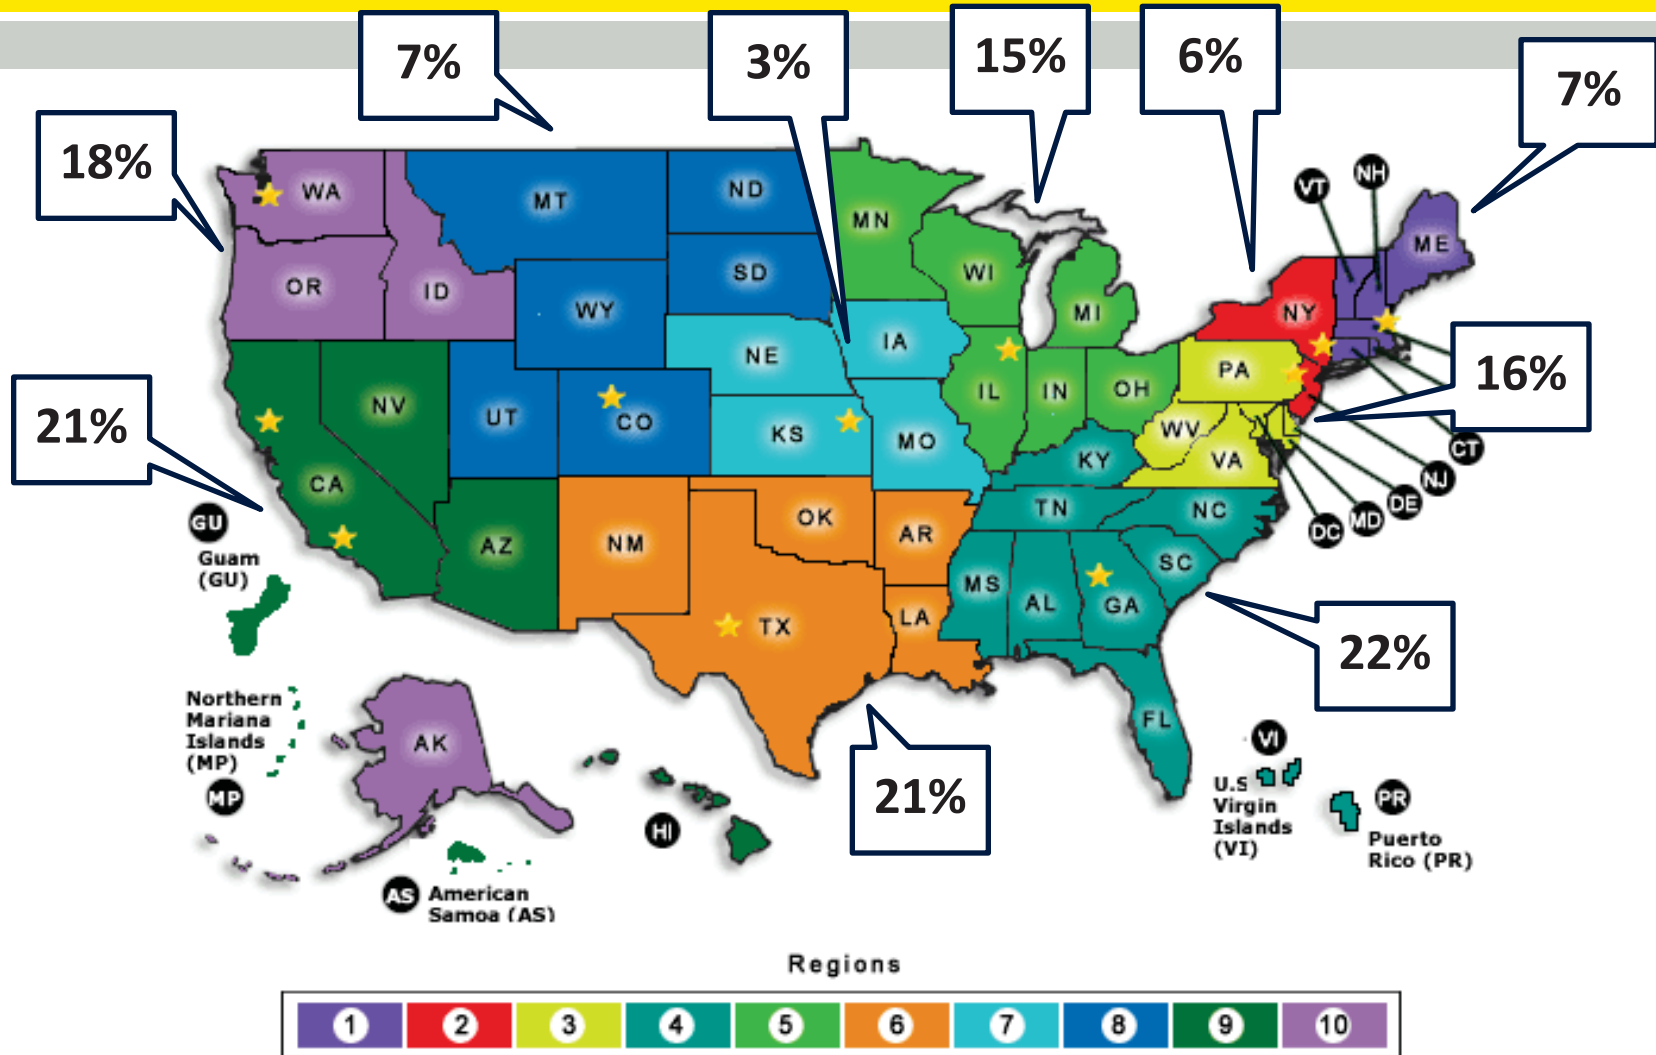 7%
3%
15%
6%
7%
18%
WA
MT
ND
MN
VT
NH
ME
OR
ID
SD
WI
WY
MI
NY
NE
IA
PA
16%
21%
NV
UT
CO
KS
MO
IL
IN
OH
WV
VA
KY
CT
NJ
DE
MD
DC
CA
GU
Guam
(GU)
AZ
NM
OK
AR
TN
NC
SC
MS
AL
GA
TX
LA
22%
FL
Northern
Mariana
Islands
(MP)
MP
AK
HI
21%
VI
U.S
Virgin
Islands
(VI)
PR
Puerto
Rico (PR)
AS
American
Samoa (AS)
Regions
1 2 3 4 5 6 7 8 9 10